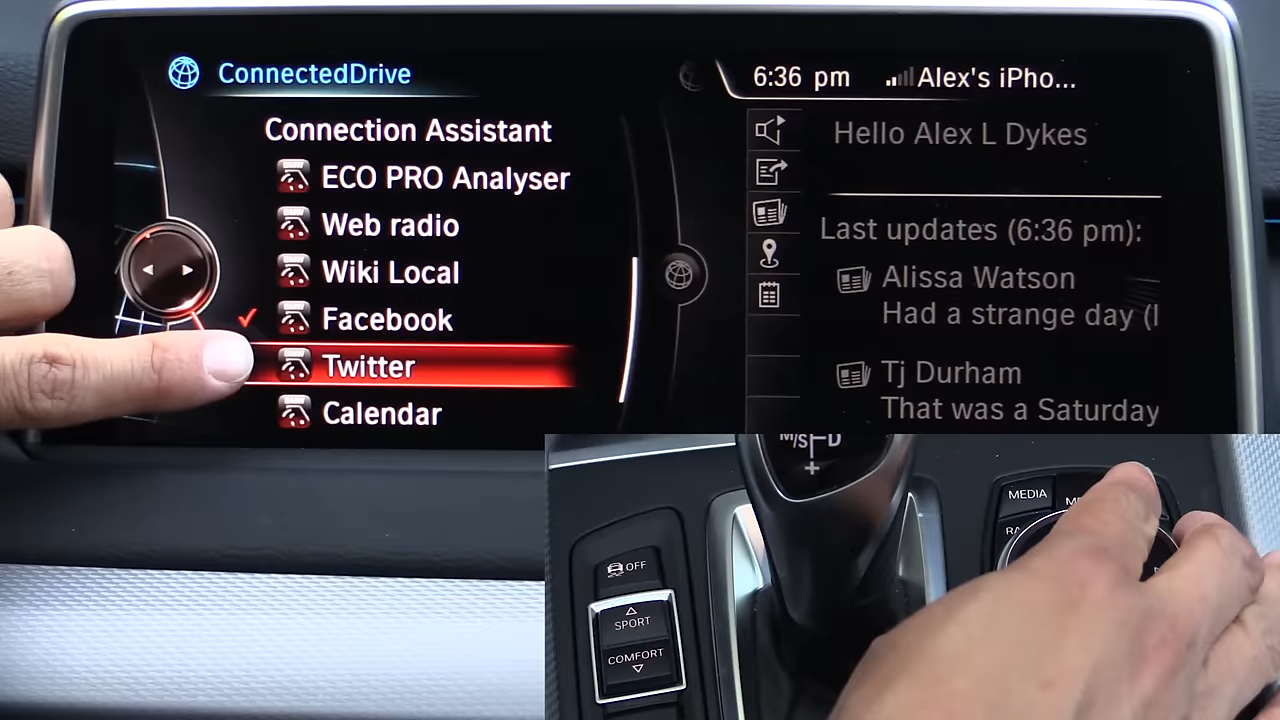 ConnectedDrive
Connection Assistant
ECO PRO Analyser
Web radio
Wiki Local
Facebook
Twitter
Calendar
6:36 pm
Alex's iPho...
Hello Alex L Dykes
Last updates (6:36 pm):
Alissa Watson
Had a strange day (I
Tj Durham
That was a Saturday
M/S D
+
OFF
SPORT
COMFORT
MEDIA